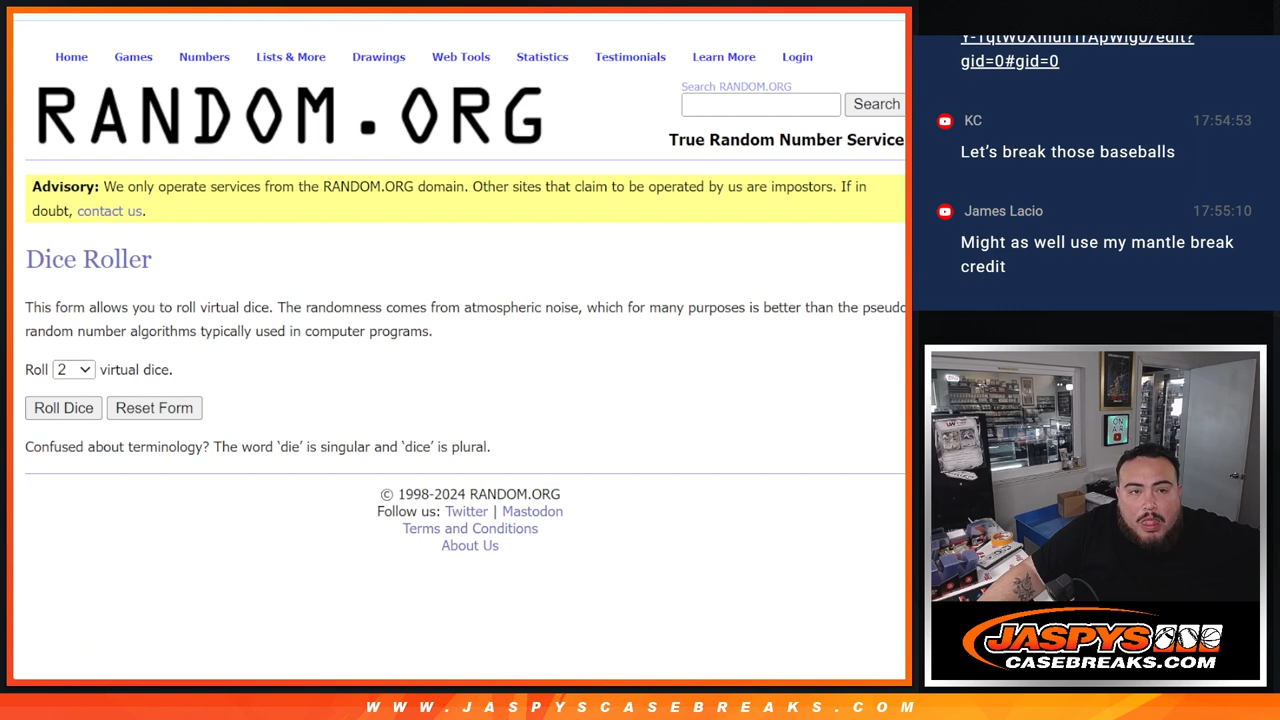 Home Games Numbers Lists & More Drawings Web Tools Statistics Testimonials Learn More Login
RANDOM.ORG
Search RANDOM.ORG
Search
True Random Number Service
Advisory: We only operate services from the RANDOM.ORG domain. Other sites that claim to be operated by us are impostors. If in
doubt, contact us.
Dice Roller
This form allows you to roll virtual dice. The randomness comes from atmospheric noise, which for many purposes is better than the pseudo
random number algorithms typically used in computer programs.
Roll 2 virtual dice.
Roll Dice Reset Form
Confused about terminology? The word ‘die’ is singular and ‘dice’ is plural.
© 1998-2024 RANDOM.ORG
Follow us: Twitter | Mastodon
Terms and Conditions
About Us
gid=0#gid=0
KC 17:54:53
Let’s break those baseballs
James Lacio 17:55:10
Might as well use my mantle break
credit
ON
AIR
JASPYS
CASEBREAKS.COM
WWW.JASPYSCASEBREAKS.COM